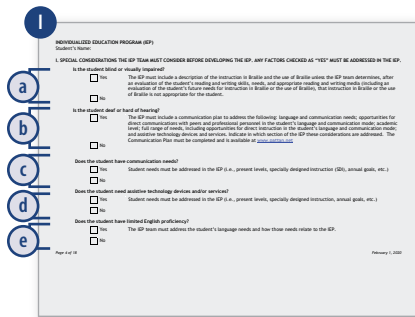 I
INDIVIDUALIZED EDUCATION PROGRAM (IEP)
Student's Name:
I. SPECIAL CONSIDERATIONS THE IEP TEAM MUST CONSIDER BEFORE DEVELOPING THE IEP. ANY FACTORS CHECKED AS "YES" MUST BE ADDRESSED IN THE IEP.
a
Is the student blind or visually impaired?
Yes The IEP must include a description of the instruction in Braille and the use of Braille unless the IEP team determines, after
an evaluation of the student's reading and writing skills, needs, and appropriate reading and writing media (including an
evaluation of the student's future needs for instruction in Braille or the use of Braille), that instruction in Braille or the use
of Braille is not appropriate for the student.
No
b
Is the student deaf or hard of hearing?
Yes The IEP must include a communication plan to address the following: language and communication needs; opportunities for
direct communications with peers and professional personnel in the student's language and communication mode; academic
level; full range of needs, including opportunities for direct instruction in the student's language and communication mode;
and assistive technology devices and services. Indicate in which section of the IEP these considerations are addressed. The
Communication Plan must be completed and is available at www.pattan.net
No
c
Does the student have communication needs?
Yes Student needs must be addressed in the IEP (i.e., present levels, specially designed instruction (SDI), annual goals, etc.)
No
d
Does the student need assistive technology devices and/or services?
Yes Student needs must be addressed in the IEP (i.e., present levels, specially designed instruction, annual goals, etc.)
No
e
Does the student have limited English proficiency?
Yes The IEP team must address the student's language needs and how those needs relate to the IEP.
No
Page 4 of 19 February 1, 2020